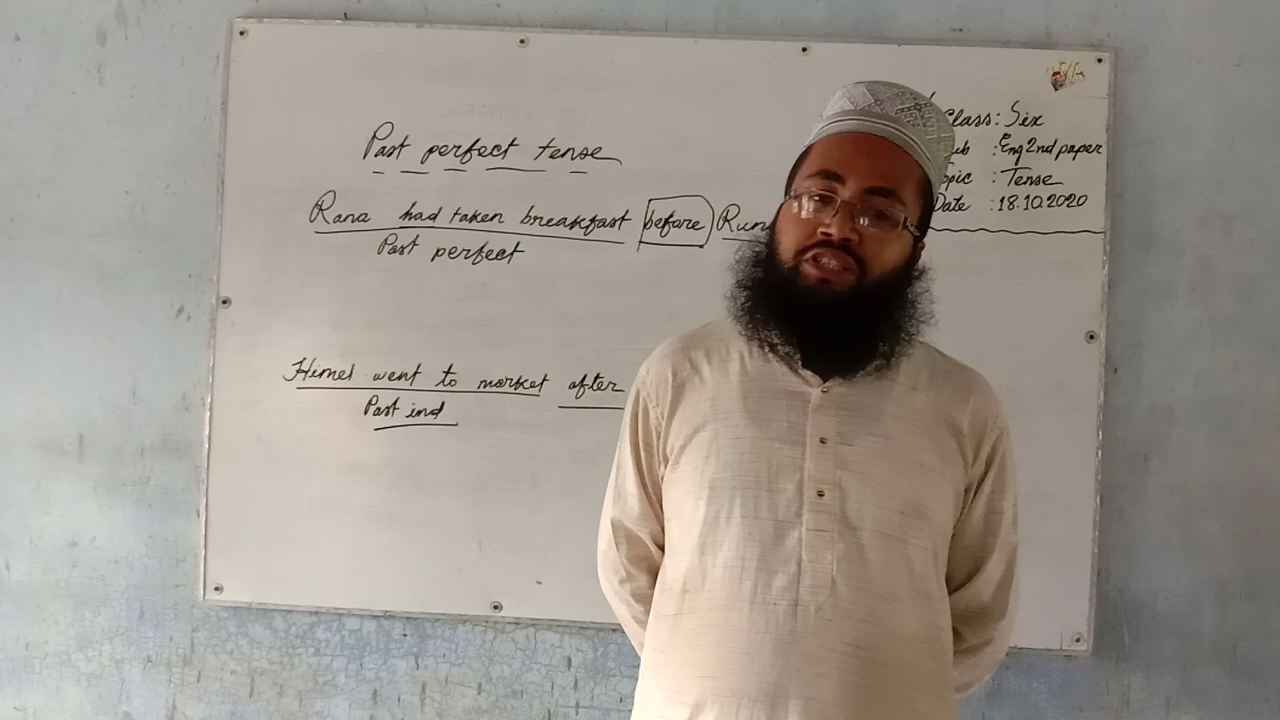 Past perfect tense
Class: Six
: Eng 2nd paper
: Tense
Date : 18.10.2020
Rana had taken breakfast before
Past perfect
Himel went to market after
Past ind